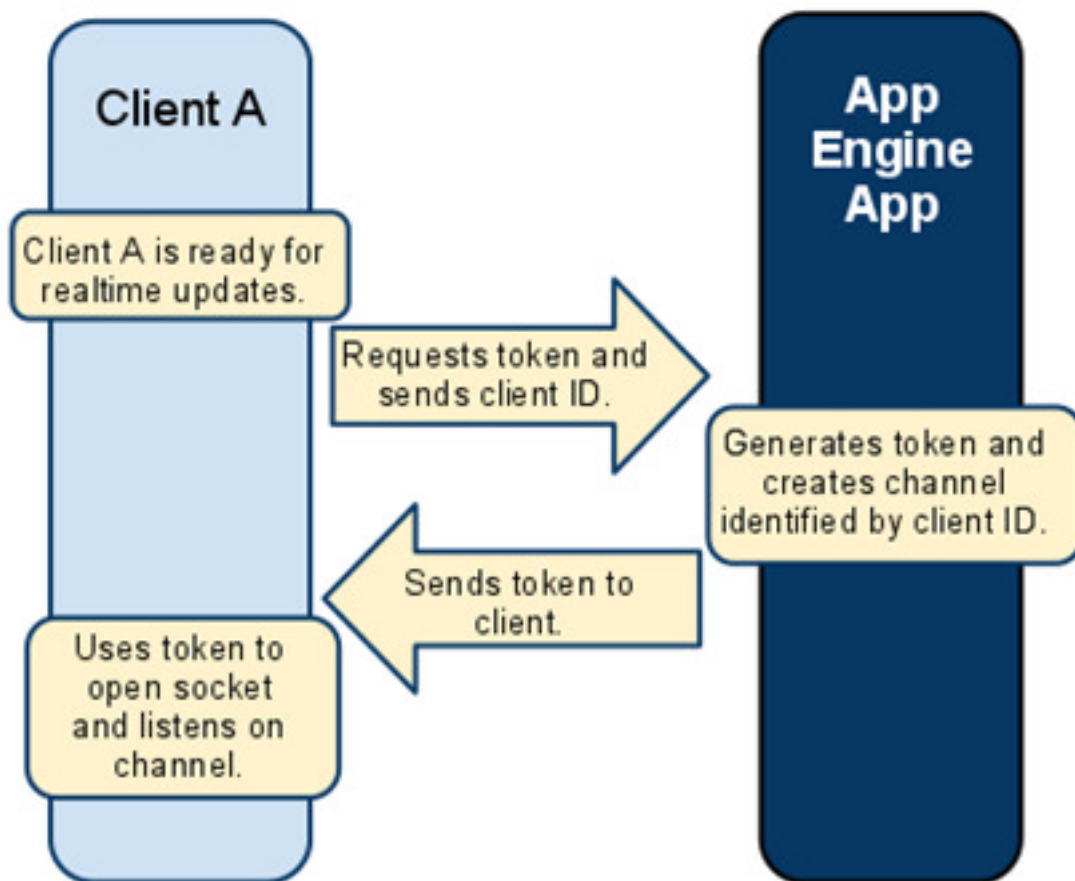 Client A
App
Engine
App
Client A is ready for
realtime updates.
Requests token and
sends client ID.
Generates token and
creates channel
identified by client ID.
Sends token to
client.
Uses token to
open socket
and listens on
channel.